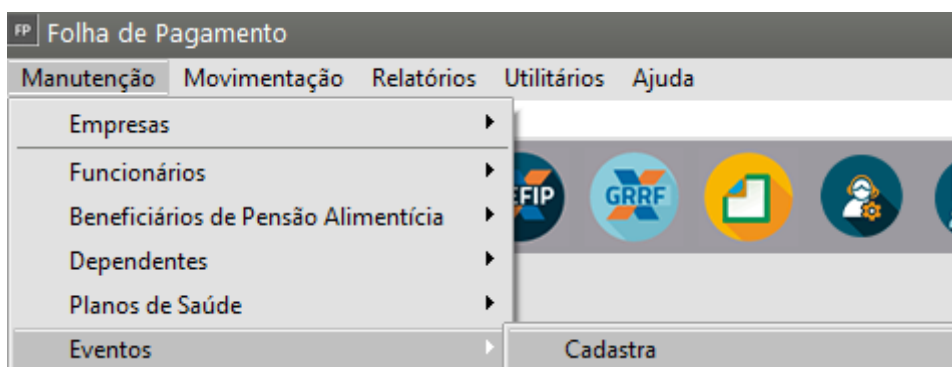 FP Folha de Pagamento
Manutenção Movimentação Relatórios Utilitários Ajuda
Empresas
Funcionários
EFIP GRRF
Beneficiários de Pensão Alimentícia
Dependentes
Planos de Saúde
Eventos Cadastra